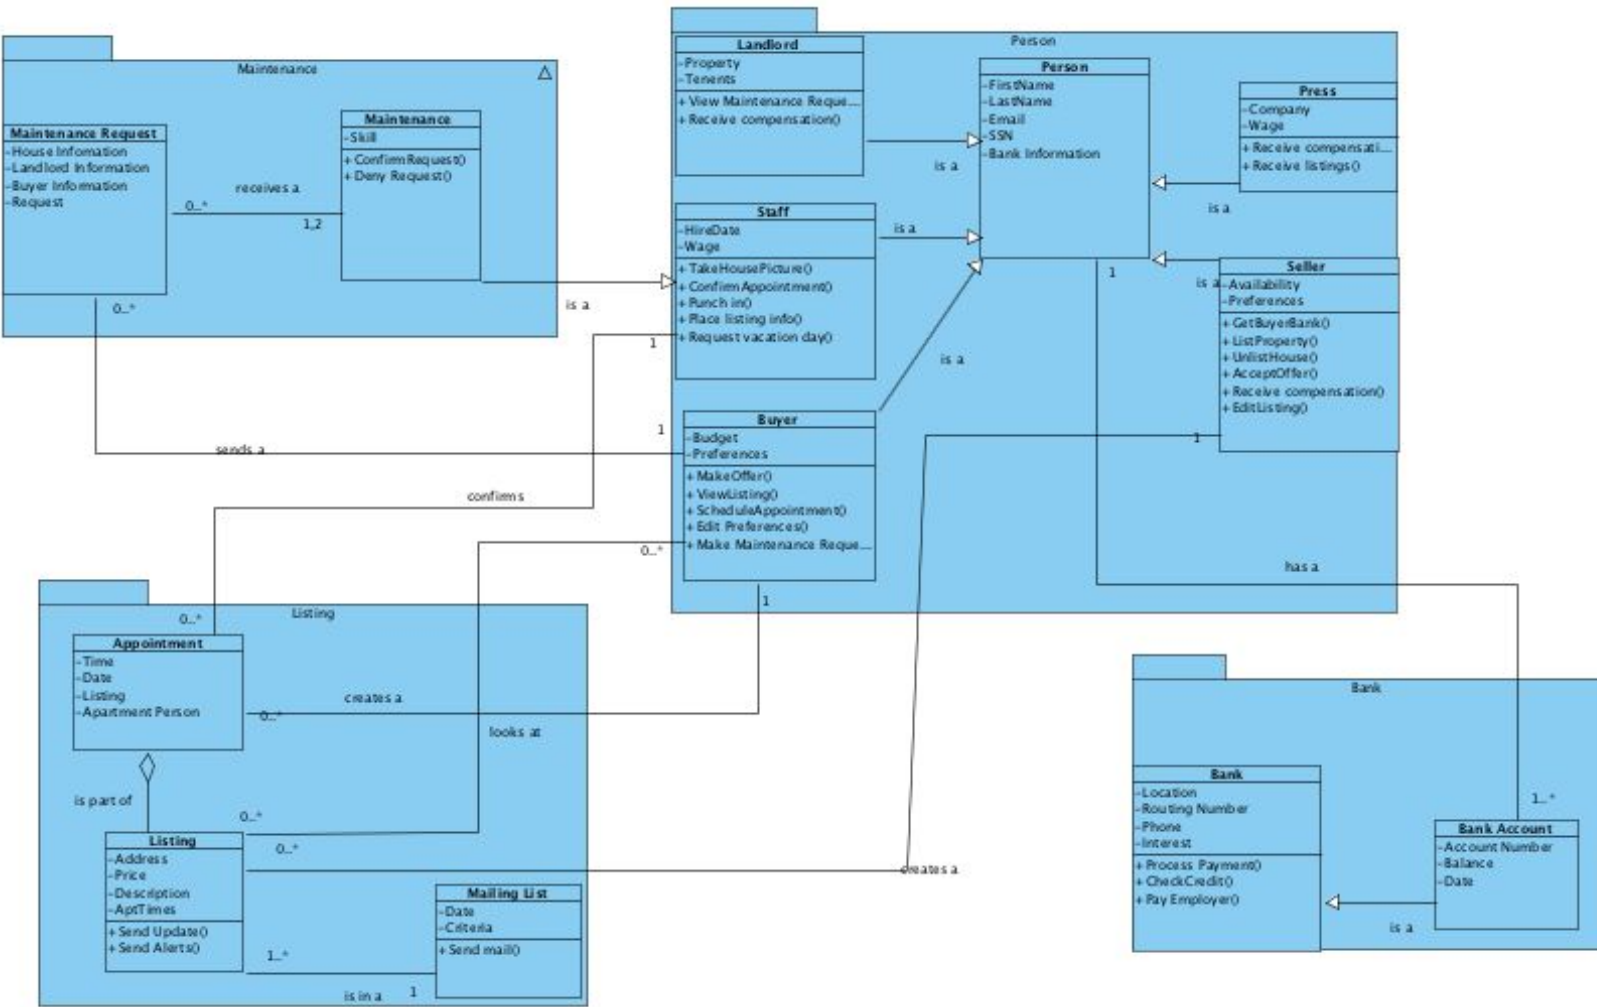 Maintenance
Maintenance Request
-House Infomation
-Landlord Information
-Buyer Information
-Request
receives a
0..*
1,2
Maintenance
-Skill
+ConfirmRequest()
+Deny Request()
0..*
is a
sends a
Person
Landlord
-Property
-Tenents
+View Maintenance Reque...
+Receive compensation()
is a
Person
-FirstName
-LastName
-Email
-SSN
-Bank Information
Press
-Company
-Wage
+Receive compensati...
+Receive listings()
is a
Staff
-HireDate
-Wage
+TakeHousePicture()
+ConfirmAppointment()
+Punch in()
+Place listing info()
+Request vacation day()
is a
1
1
is a
Seller
-Availability
-Preferences
+GetBuyerBank()
+ListProperty()
+UnlistHouse()
+AcceptOffer()
+Receive compensation()
+EditListing()
1
is a
1
Buyer
-Budget
-Preferences
+MakeOffer()
+ViewListing()
+ScheduleAppointment()
+Edit Preferences()
+Make Maintenance Reque...
confirms
0..*
1
has a
Listing
0..*
Appointment
-Time
-Date
-Listing
-Apartment Person
creates a
0..*
looks at
is part of
0..*
0..*
Listing
-Address
-Price
-Description
-AptTimes
+Send Update()
+Send Alerts()
creates a
Mailing List
-Date
-Criteria
+Send mail()
1..*
is in a
1
Bank
Bank
-Location
-Routing Number
-Phone
-Interest
+Process Payment()
+CheckCredit()
+Pay Employer()
1..*
Bank Account
-Account Number
-Balance
-Date
is a